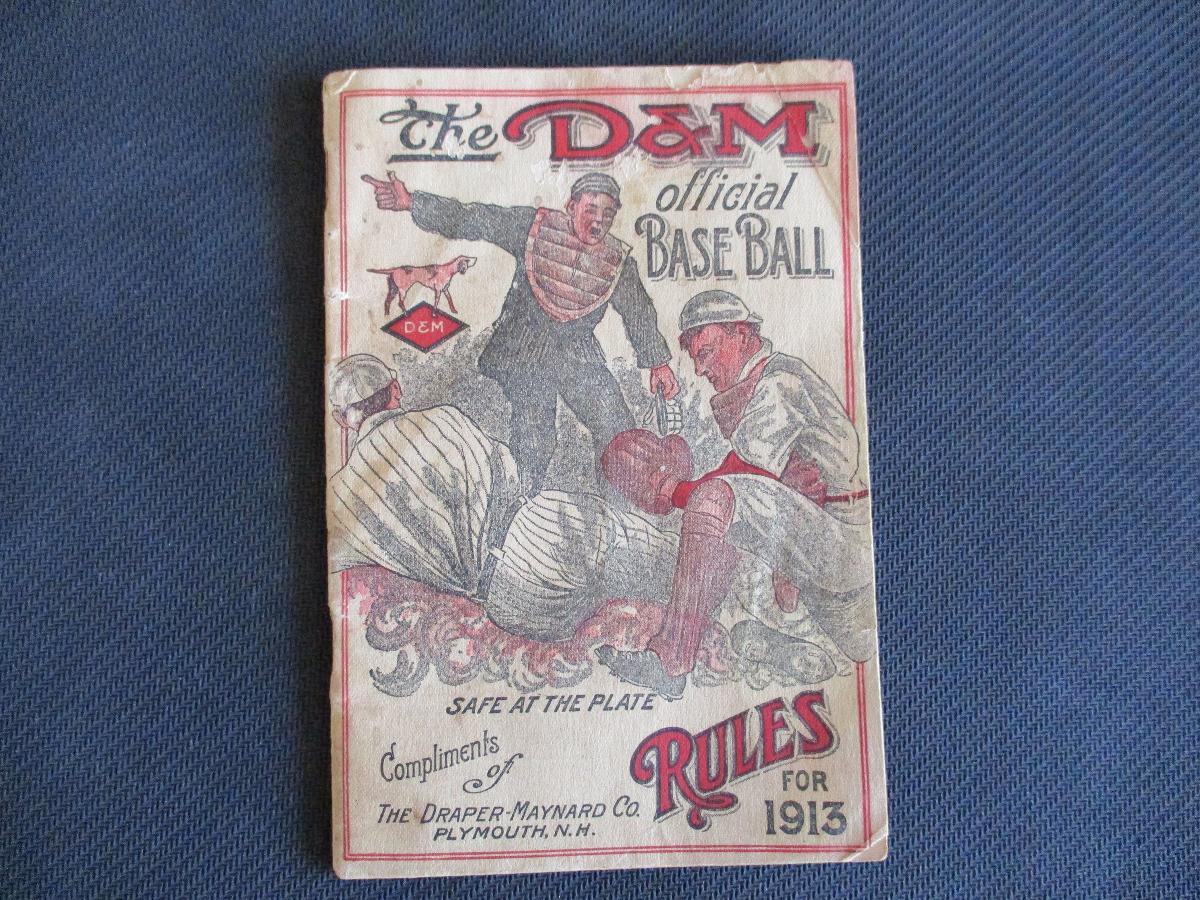 The D&M
official
BASE BALL
D&M
SAFE AT THE PLATE
Compliments
of
THE DRAPER-MAYNARD CO.
PLYMOUTH, N.H.
RULES
FOR
1913